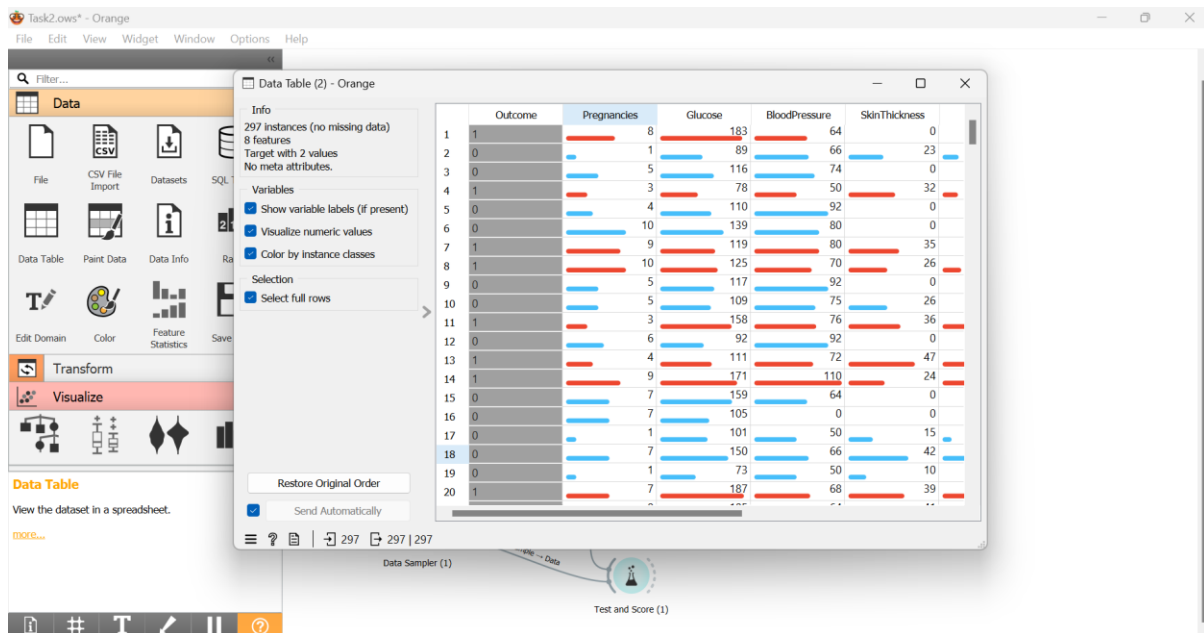 Task2.ows* - Orange
File Edit View Widget Window Options Help
Filter...
Data
File CSV File Import Datasets
Data Table Paint Data Data Info
Edit Domain Color Feature Statistics Save
Transform
Visualize
Data Table
View the dataset in a spreadsheet.
more...
Data Table (2) - Orange
Info
297 instances (no missing data)
8 features
Target with 2 values
No meta attributes.
Variables
Show variable labels (if present)
Visualize numeric values
Color by instance classes
Selection
Select full rows
Restore Original Order
Send Automatically
297 297 | 297
Outcome Pregnancies Glucose BloodPressure SkinThickness
1 1 8 183 64 0
2 0 1 89 66 23
3 0 5 116 74 0
4 1 3 78 50 32
5 0 4 110 92 0
6 0 10 139 80 0
7 1 9 119 80 35
8 1 10 125 70 26
9 0 5 117 92 0
10 0 5 109 75 26
11 1 3 158 76 36
12 0 6 92 92 0
13 1 4 111 72 47
14 1 9 171 110 24
15 0 7 159 64 0
16 0 7 105 0 0
17 0 1 101 50 15
18 0 7 150 66 42
19 0 1 73 50 10
20 1 7 187 68 39
Data Sampler (1)
→ Data
Test and Score (1)